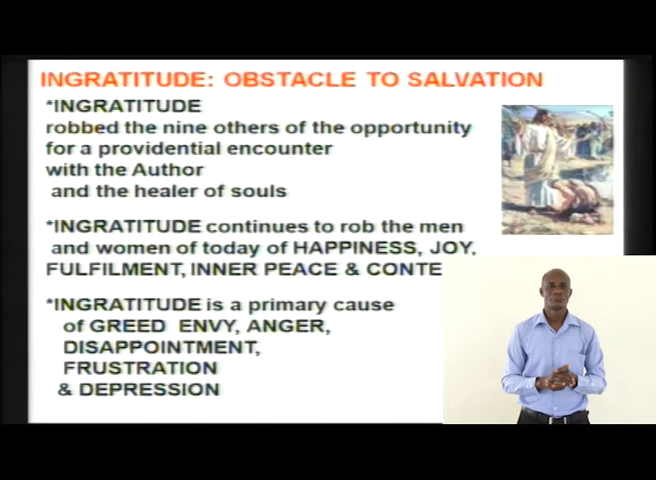 INGRATITUDE: OBSTACLE TO SALVATION
*INGRATITUDE
robbed the nine others of the opportunity
for a providential encounter
with the Author
and the healer of souls
*INGRATITUDE continues to rob the men
and women of today of HAPPINESS, JOY,
FULFILMENT, INNER PEACE & CONTE
*INGRATITUDE is a primary cause
of GREED ENVY, ANGER,
DISAPPOINTMENT,
FRUSTRATION
& DEPRESSION